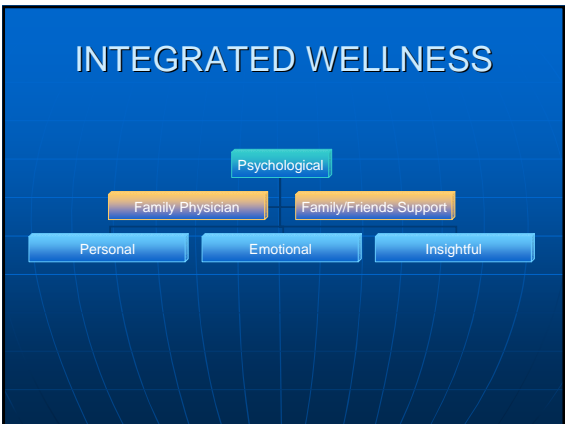 INTEGRATED WELLNESS
Psychological
Family Physician
Family/Friends Support
Personal
Emotional
Insightful